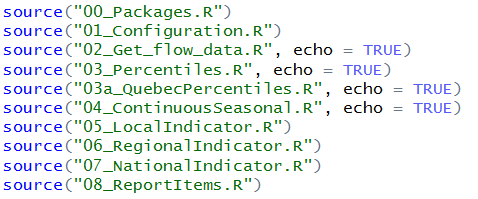 source("00_Packages.R")
source("01_Configuration.R")
source("02_Get_flow_data.R", echo = TRUE)
source("03_Percentiles.R", echo = TRUE)
source("03a_QuebecPercentiles.R", echo = TRUE)
source("04_ContinuousSeasonal.R", echo = TRUE)
source("05_LocalIndicator.R")
source("06_RegionalIndicator.R")
source("07_NationalIndicator.R")
source("08_ReportItems.R")